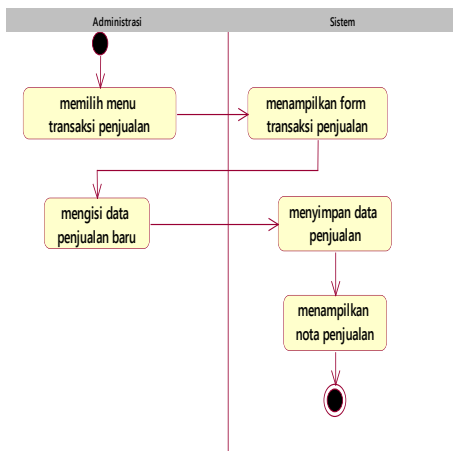 Administrasi
Sistem
memilih menu
transaksi penjualan
menampilkan form
transaksi penjualan
mengisi data
penjualan baru
menyimpan data
penjualan
menampilkan
nota penjualan